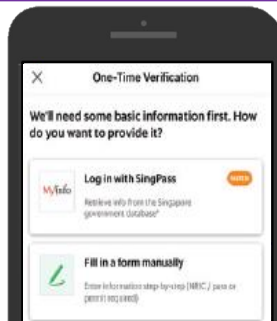 One-Time Verification
We'll need some basic information first. How
do you want to provide it?
MyInfo
Log in with SingPass
Retrieve info from the Singapore
government database*
Fill in a form manually
Enter information step-by-step (NRIC / pass or
permit required)